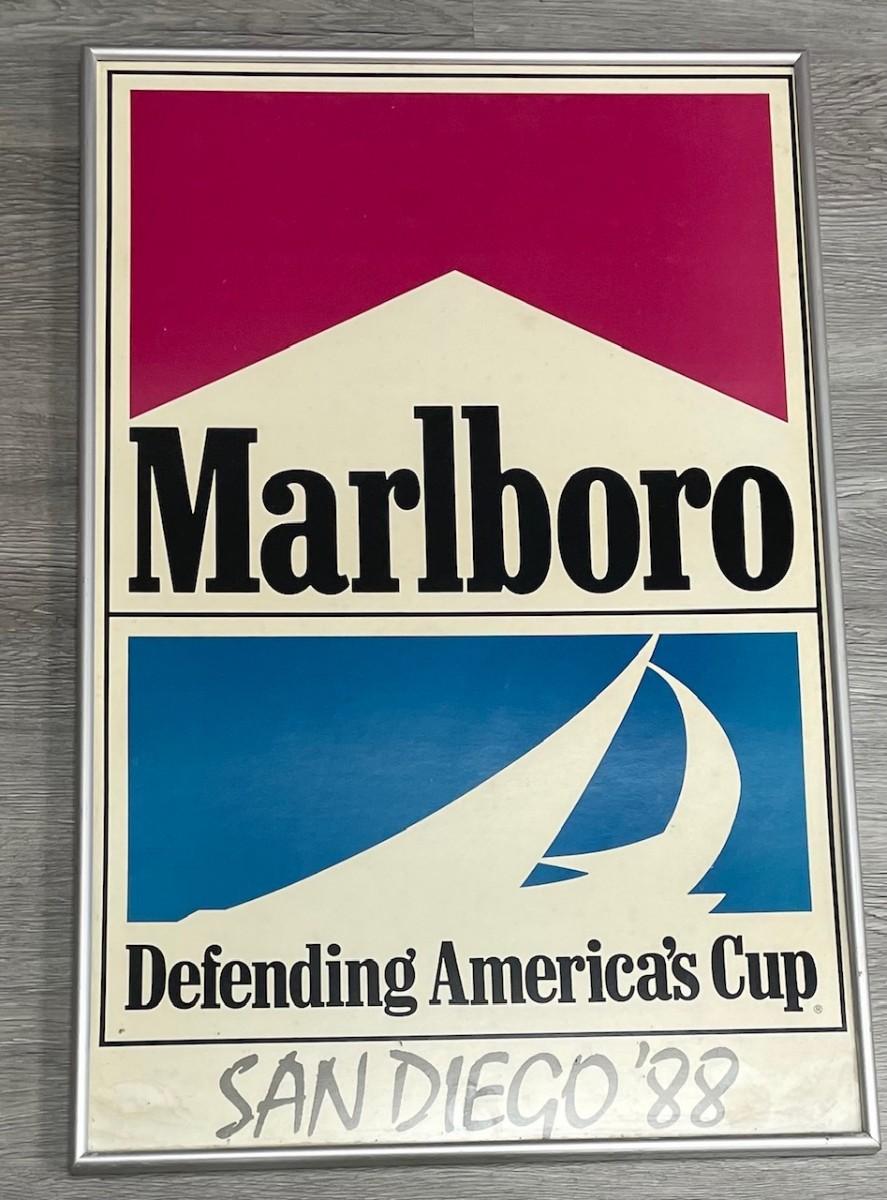 Marlboro
Defending America's Cup
®
SAN DIEGO '88